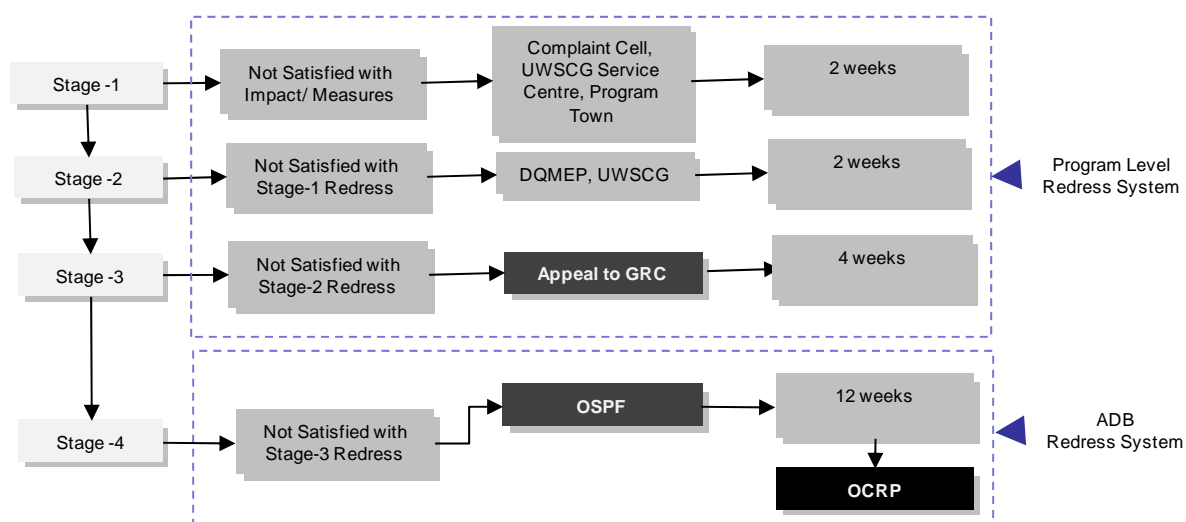 Stage -1
Not Satisfied with
Impact/ Measures
Complaint Cell,
UWSCG Service
Centre, Program
Town
2 weeks
Stage -2
Not Satisfied with
Stage-1 Redress
DQMEP, UWSCG
2 weeks
Program Level
Redress System
Stage -3
Not Satisfied with
Stage-2 Redress
Appeal to GRC
4 weeks
Stage -4
Not Satisfied with
Stage-3 Redress
OSPF
12 weeks
OCRP
ADB
Redress System